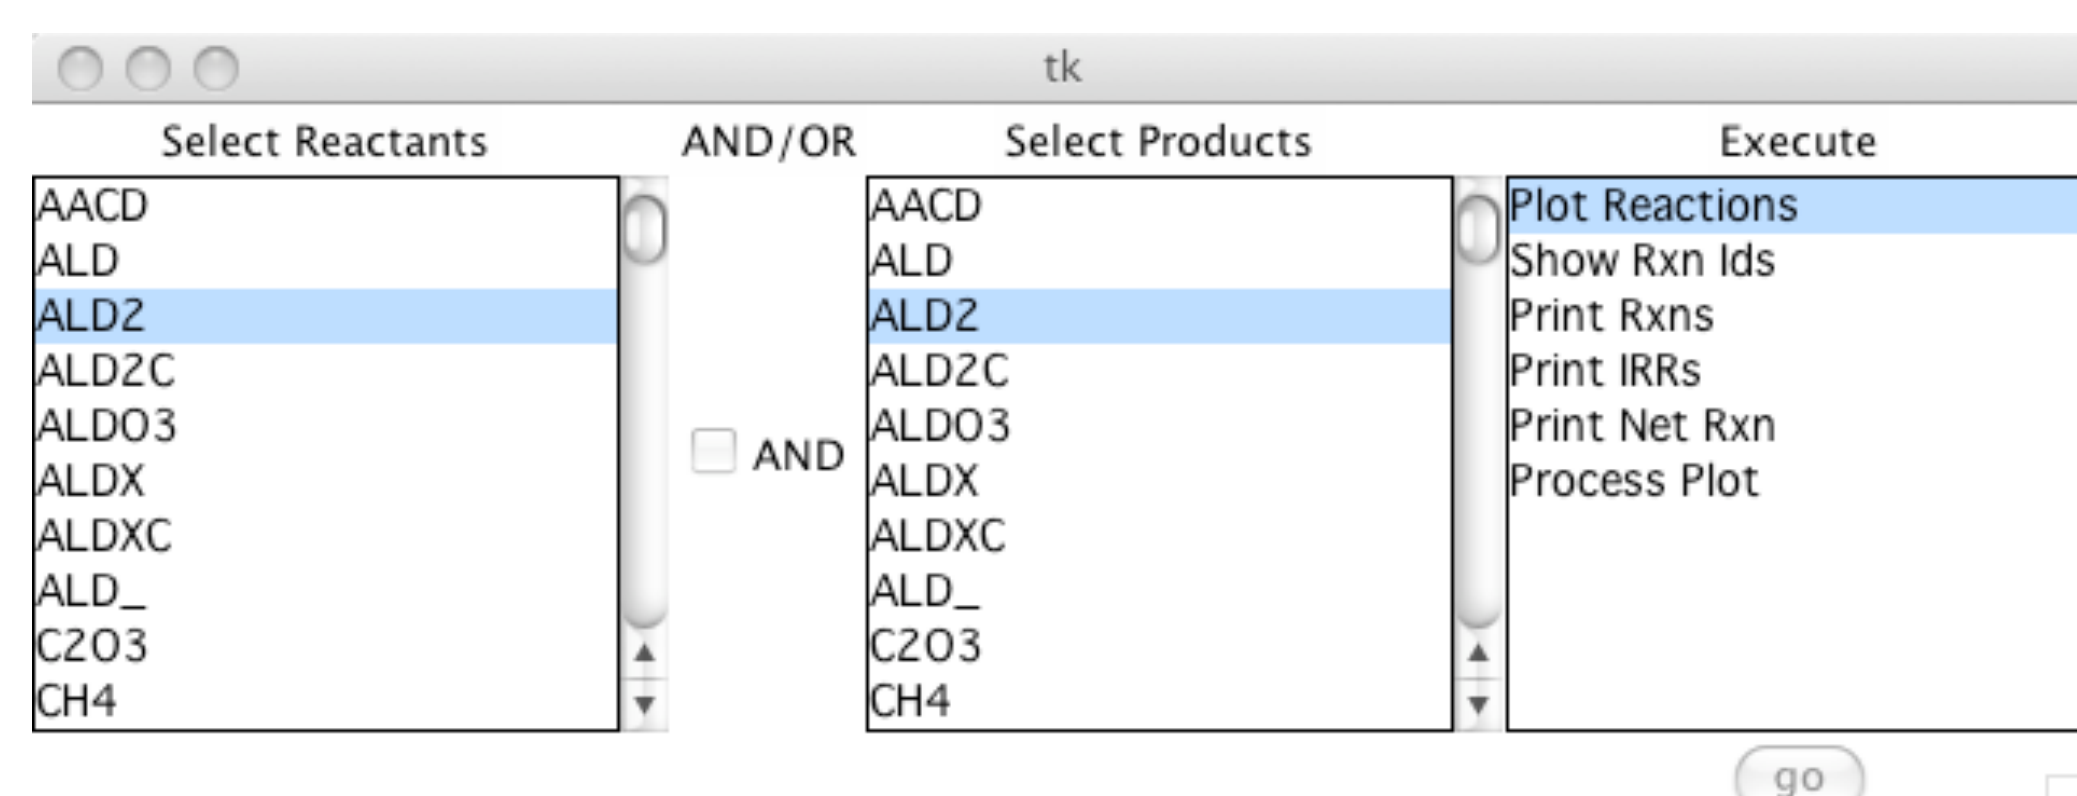 tk
Select Reactants
AND/OR
Select Products
Execute
AACD
ALD
ALD2
ALD2C
ALDO3
ALDX
ALDXC
ALD_
C2O3
CH4
AND
AACD
ALD
ALD2
ALD2C
ALDO3
ALDX
ALDXC
ALD_
C2O3
CH4
Plot Reactions
Show Rxn Ids
Print Rxns
Print IRRs
Print Net Rxn
Process Plot
go